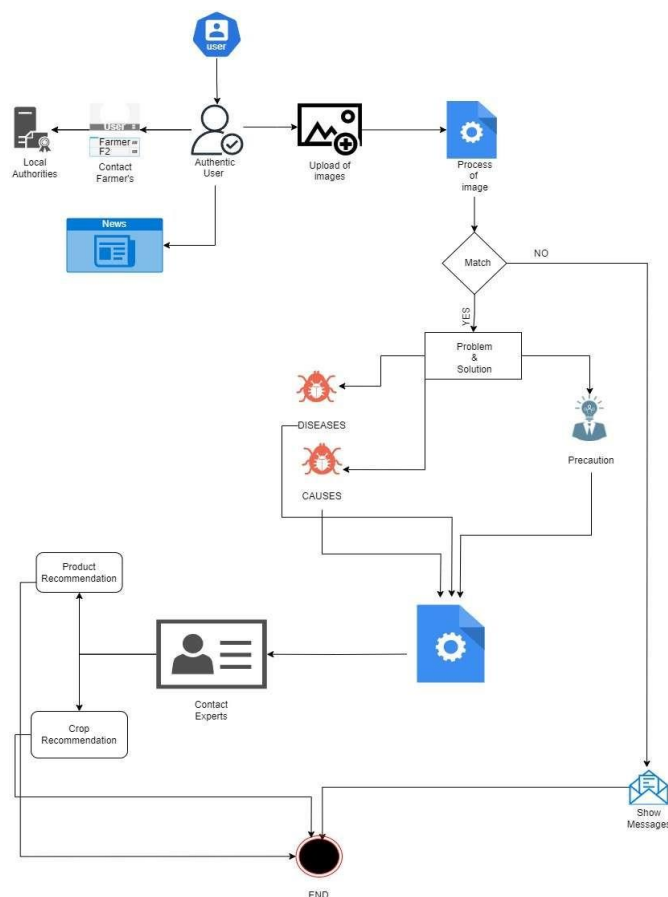 user
user
Farmer
F2
Local
Authorities
Contact
Farmer's
Authentic
User
Upload of
images
Process
of
image
News
Match
NO
YES
Problem
&
Solution
DISEASES
CAUSES
Precaution
Product
Recommendation
Contact
Experts
Crop
Recommendation
Show
Messages
END